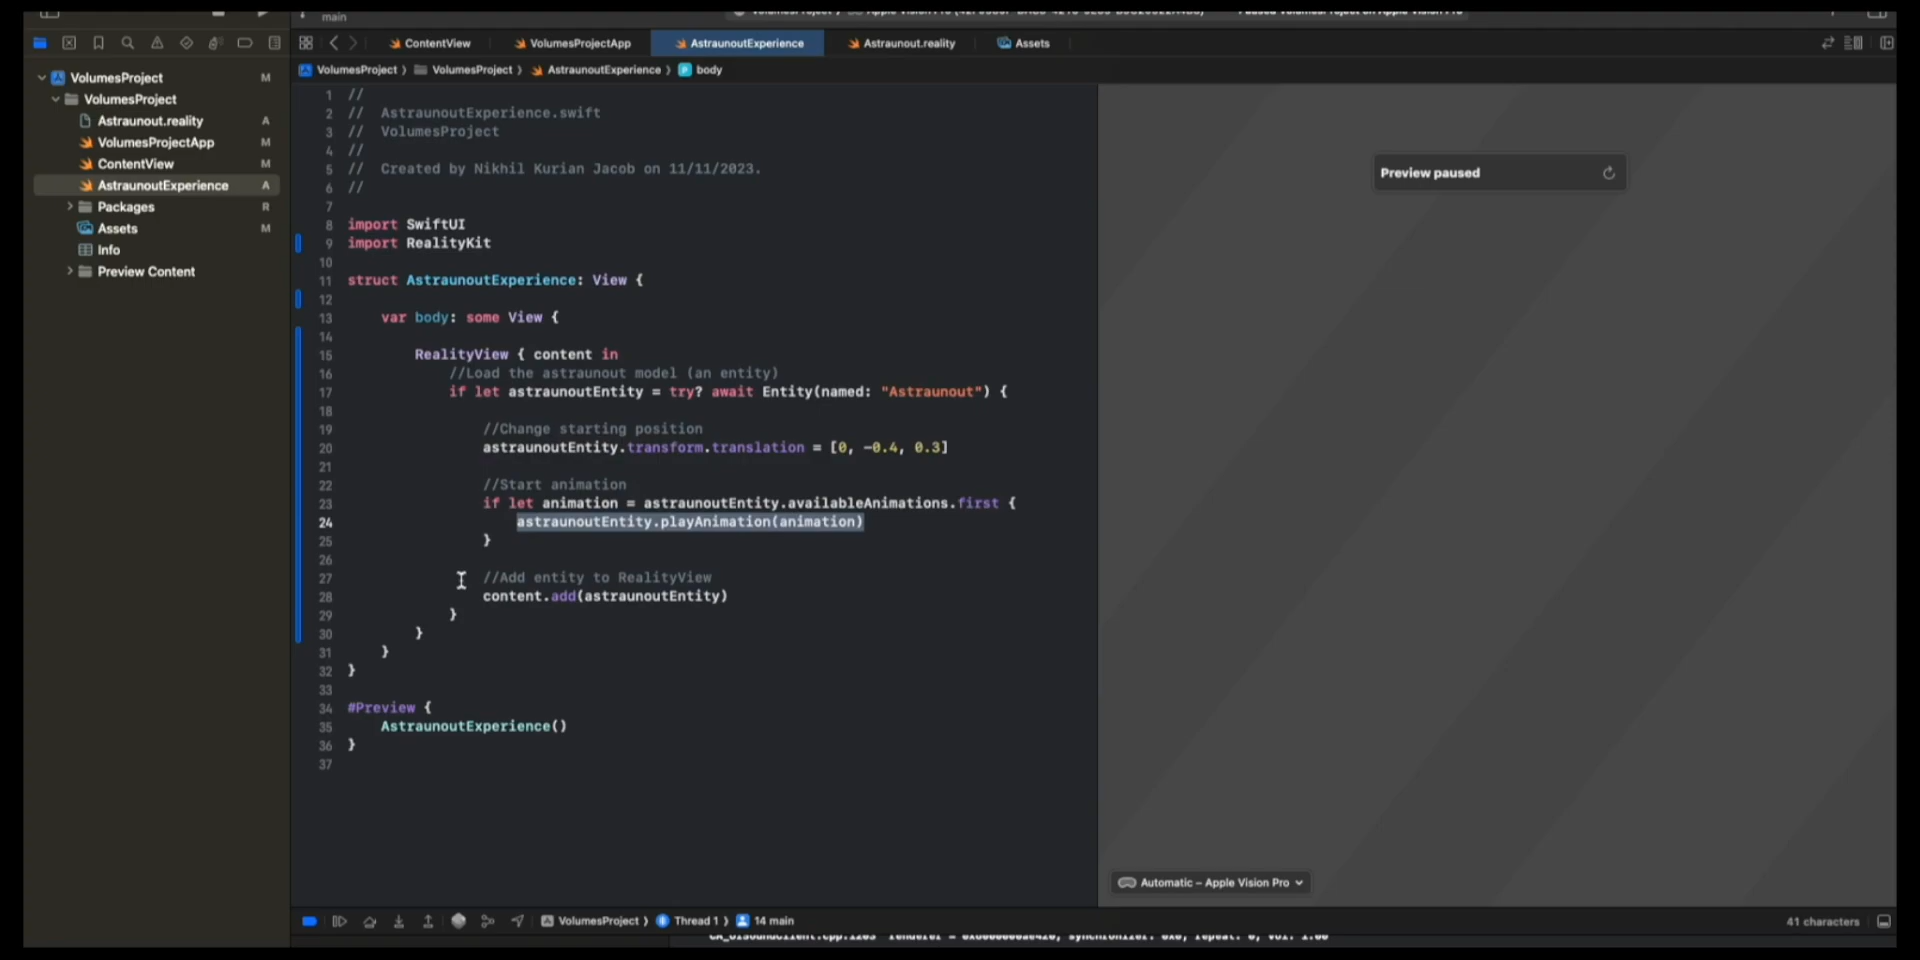 main
ContentView
VolumesProjectApp
AstraunoutExperience
Astraunout.reality
Assets
VolumesProject M
VolumesProject
Astraunout.reality A
VolumesProjectApp M
ContentView M
AstraunoutExperience A
Packages R
Assets M
Info
Preview Content
VolumesProject 〉 VolumesProject 〉 AstraunoutExperience 〉 P body
1 //
2 //  AstraunoutExperience.swift
3 //  VolumesProject
4 //
5 //  Created by Nikhil Kurian Jacob on 11/11/2023.
6 //
7
8 import SwiftUI
9 import RealityKit
10
11 struct AstraunoutExperience: View {
12
13     var body: some View {
14
15         RealityView { content in
16             //Load the astraunout model (an entity)
17             if let astraunoutEntity = try? await Entity(named: "Astraunout") {
18
19                 //Change starting position
20                 astraunoutEntity.transform.translation = [0, -0.4, 0.3]
21
22                 //Start animation
23                 if let animation = astraunoutEntity.availableAnimations.first {
24                     astraunoutEntity.playAnimation(animation)
25                 }
26
27                 //Add entity to RealityView
28                 content.add(astraunoutEntity)
29             }
30         }
31     }
32 }
33
34 #Preview {
35     AstraunoutExperience()
36 }
37
Preview paused
Automatic – Apple Vision Pro
VolumesProject 〉 Thread 1 〉 14 main
41 characters